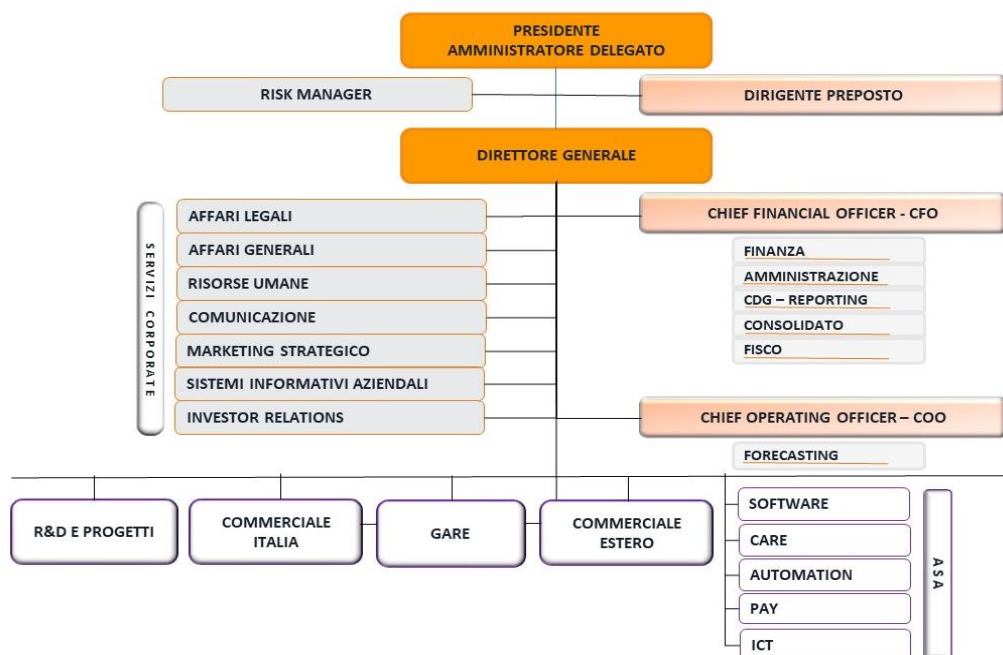 PRESIDENTE
AMMINISTRATORE DELEGATO
RISK MANAGER
DIRIGENTE PREPOSTO
DIRETTORE GENERALE
SERVIZI CORPORATE
AFFARI LEGALI
AFFARI GENERALI
RISORSE UMANE
COMUNICAZIONE
MARKETING STRATEGICO
SISTEMI INFORMATIVI AZIENDALI
INVESTOR RELATIONS
CHIEF FINANCIAL OFFICER - CFO
FINANZA
AMMINISTRAZIONE
CDG – REPORTING
CONSOLIDATO
FISCO
CHIEF OPERATING OFFICER – COO
FORECASTING
R&D E PROGETTI
COMMERCIALE
ITALIA
GARE
COMMERCIALE
ESTERO
SOFTWARE
CARE
AUTOMATION
PAY
ICT
ASA